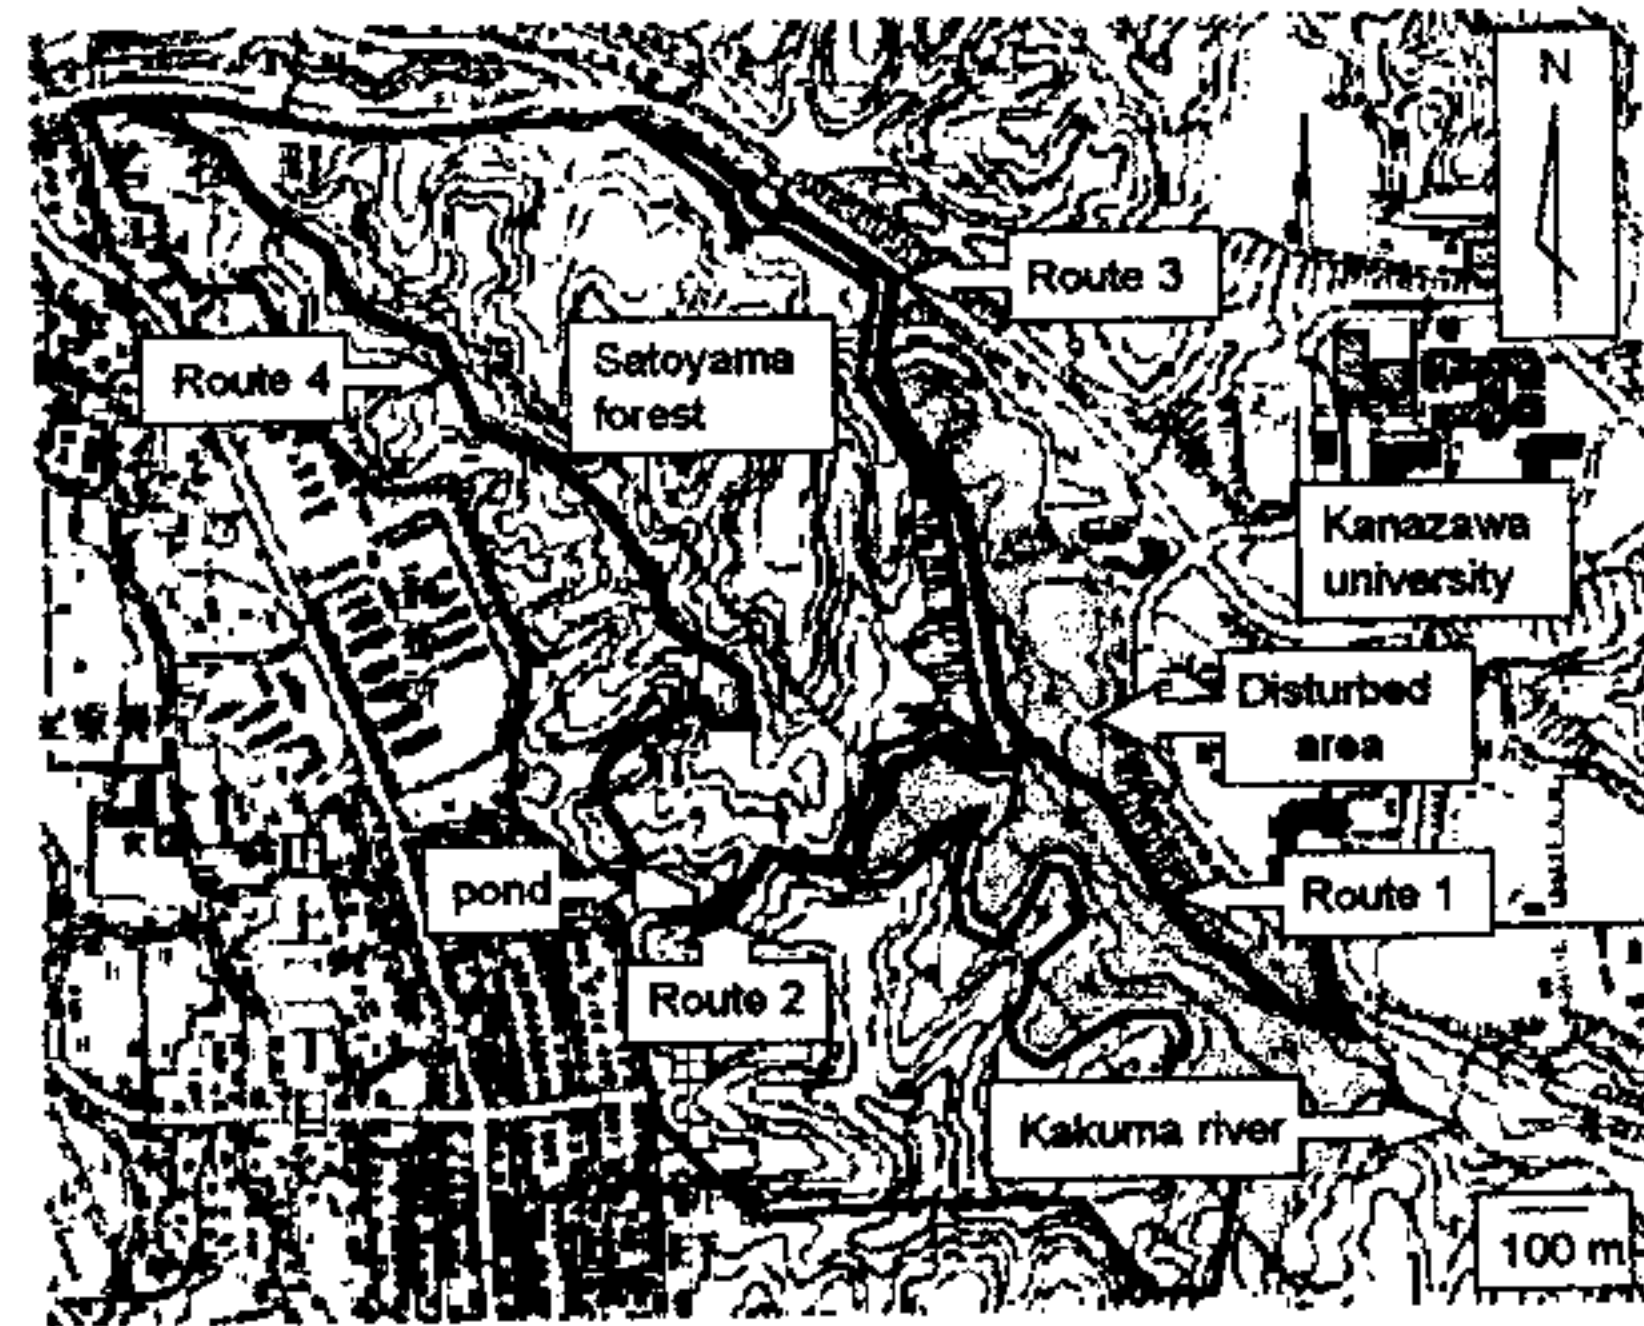 N
Route 3
Satoyama
forest
Route 4
Kanazawa
university
Disturbed
area
pond
Route 1
Route 2
Kakuma river
100 m